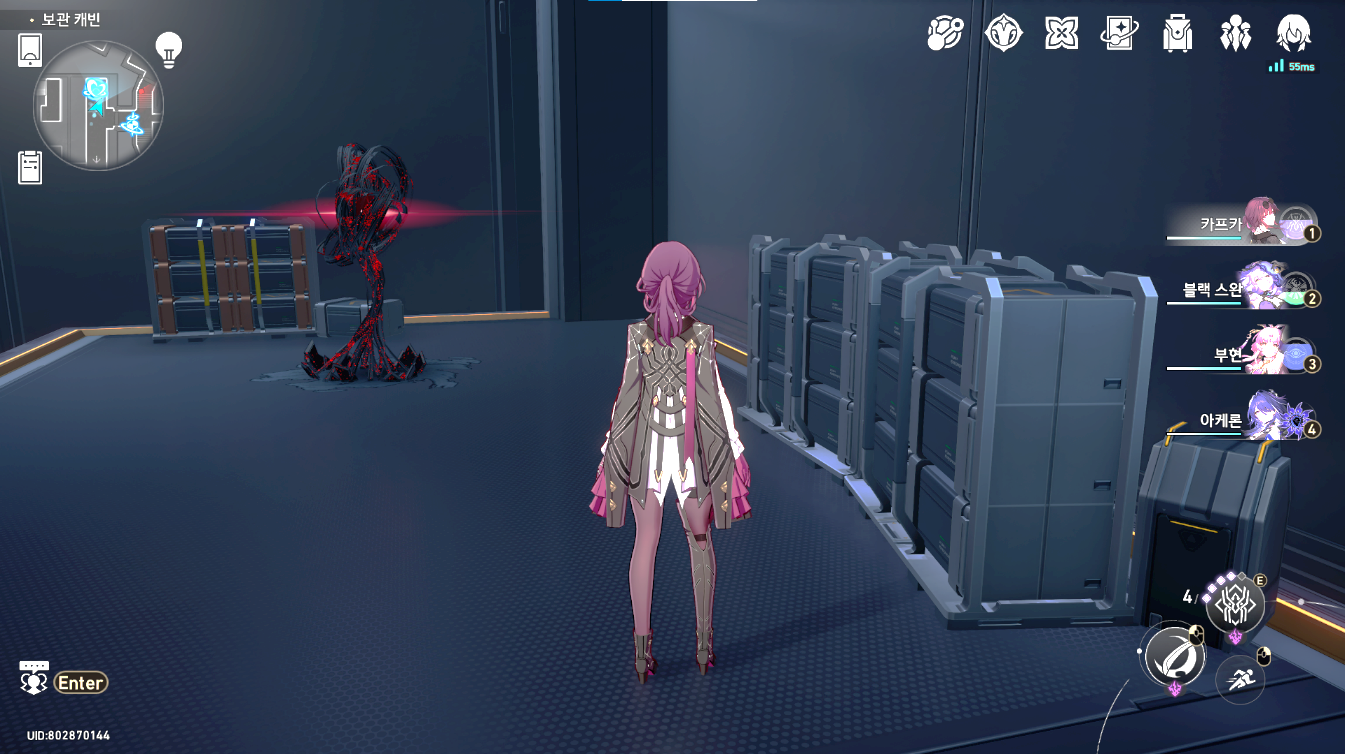 보관 캐빈
55ms
카프카
1
블랙 스완
2
부현
3
아케론
4
E
4/
Enter
UID:802870144